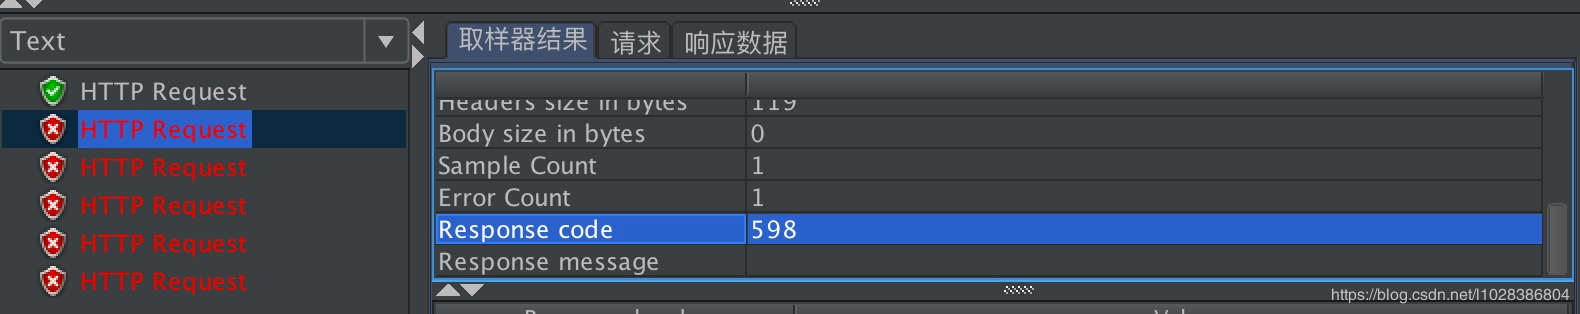 Text
HTTP Request
HTTP Request
HTTP Request
HTTP Request
HTTP Request
HTTP Request
取样器结果 请求 响应数据
Headers size in bytes 119
Body size in bytes 0
Sample Count 1
Error Count 1
Response code 598
Response message
https://blog.csdn.net/l1028386804